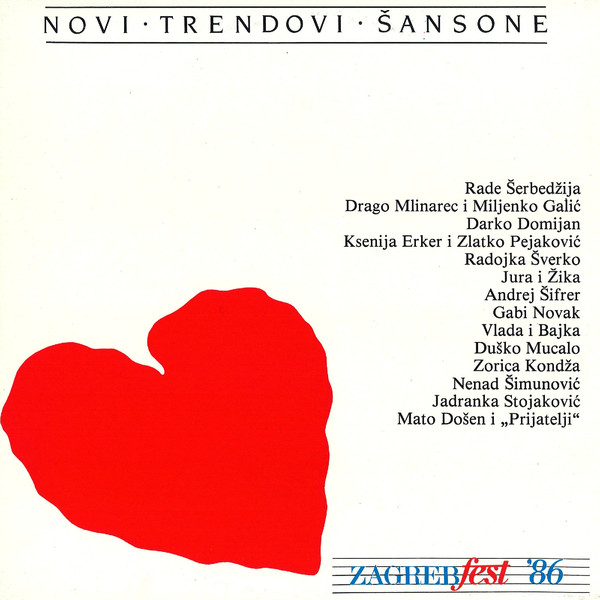 NOVI · TRENDOVI · ŠANSONE
Rade Šerbedžija
Drago Mlinarec i Miljenko Galić
Darko Domijan
Ksenija Erker i Zlatko Pejaković
Radojka Šverko
Jura i Žika
Andrej Šifrer
Gabi Novak
Vlada i Bajka
Duško Mucalo
Zorica Kondža
Nenad Šimunović
Jadranka Stojaković
Mato Došen i „Prijatelji“
ZAGREBfest '86